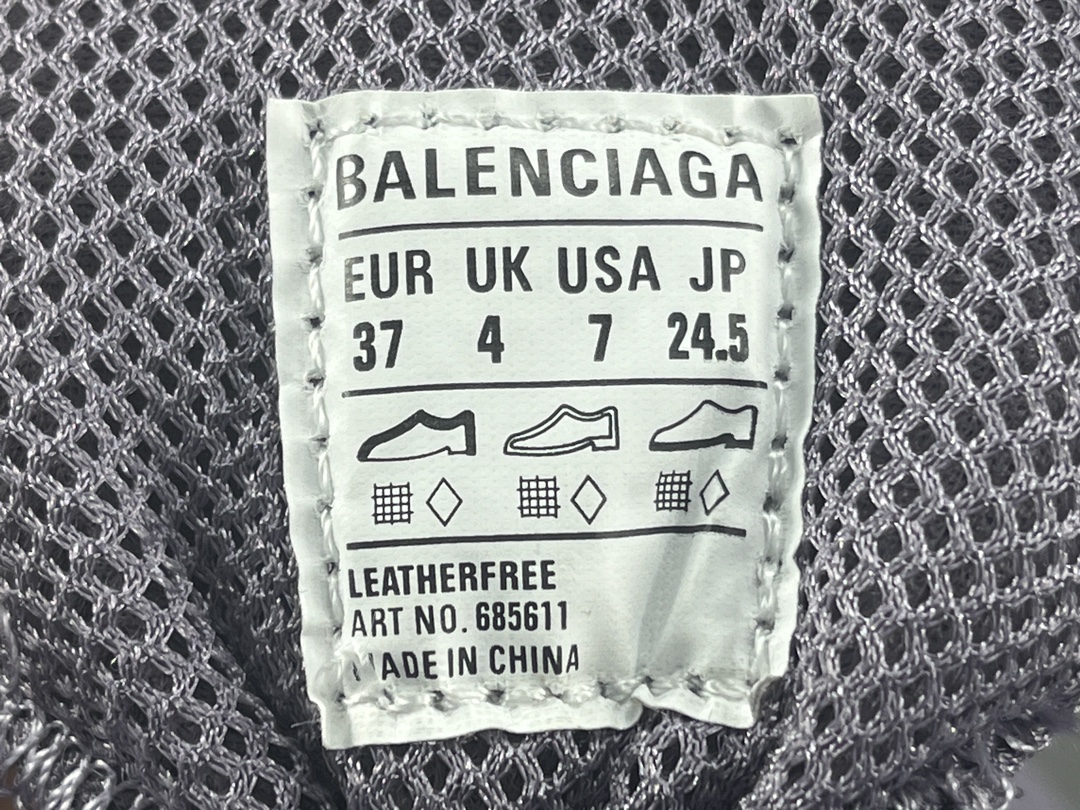 BALENCIAGA
EUR UK USA JP
37 4 7 24.5
LEATHERFREE
ART NO. 685611
MADE IN CHINA